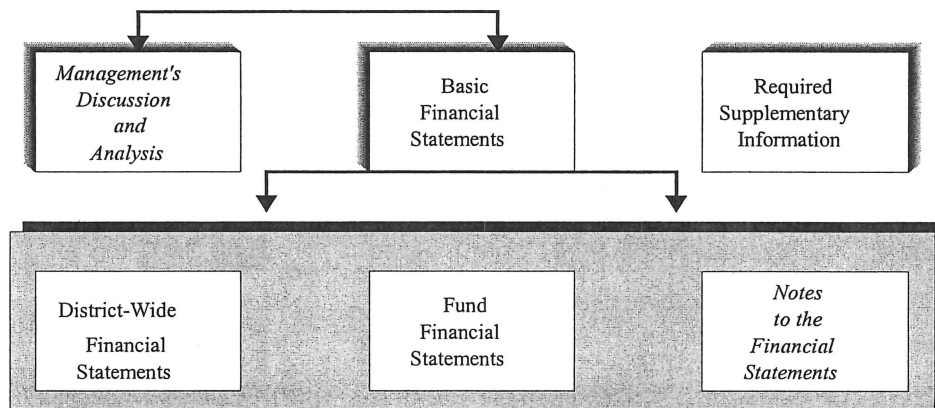 Management's
Discussion
and
Analysis
Basic
Financial
Statements
Required
Supplementary
Information
District-Wide
Financial
Statements
Fund
Financial
Statements
Notes
to the
Financial
Statements